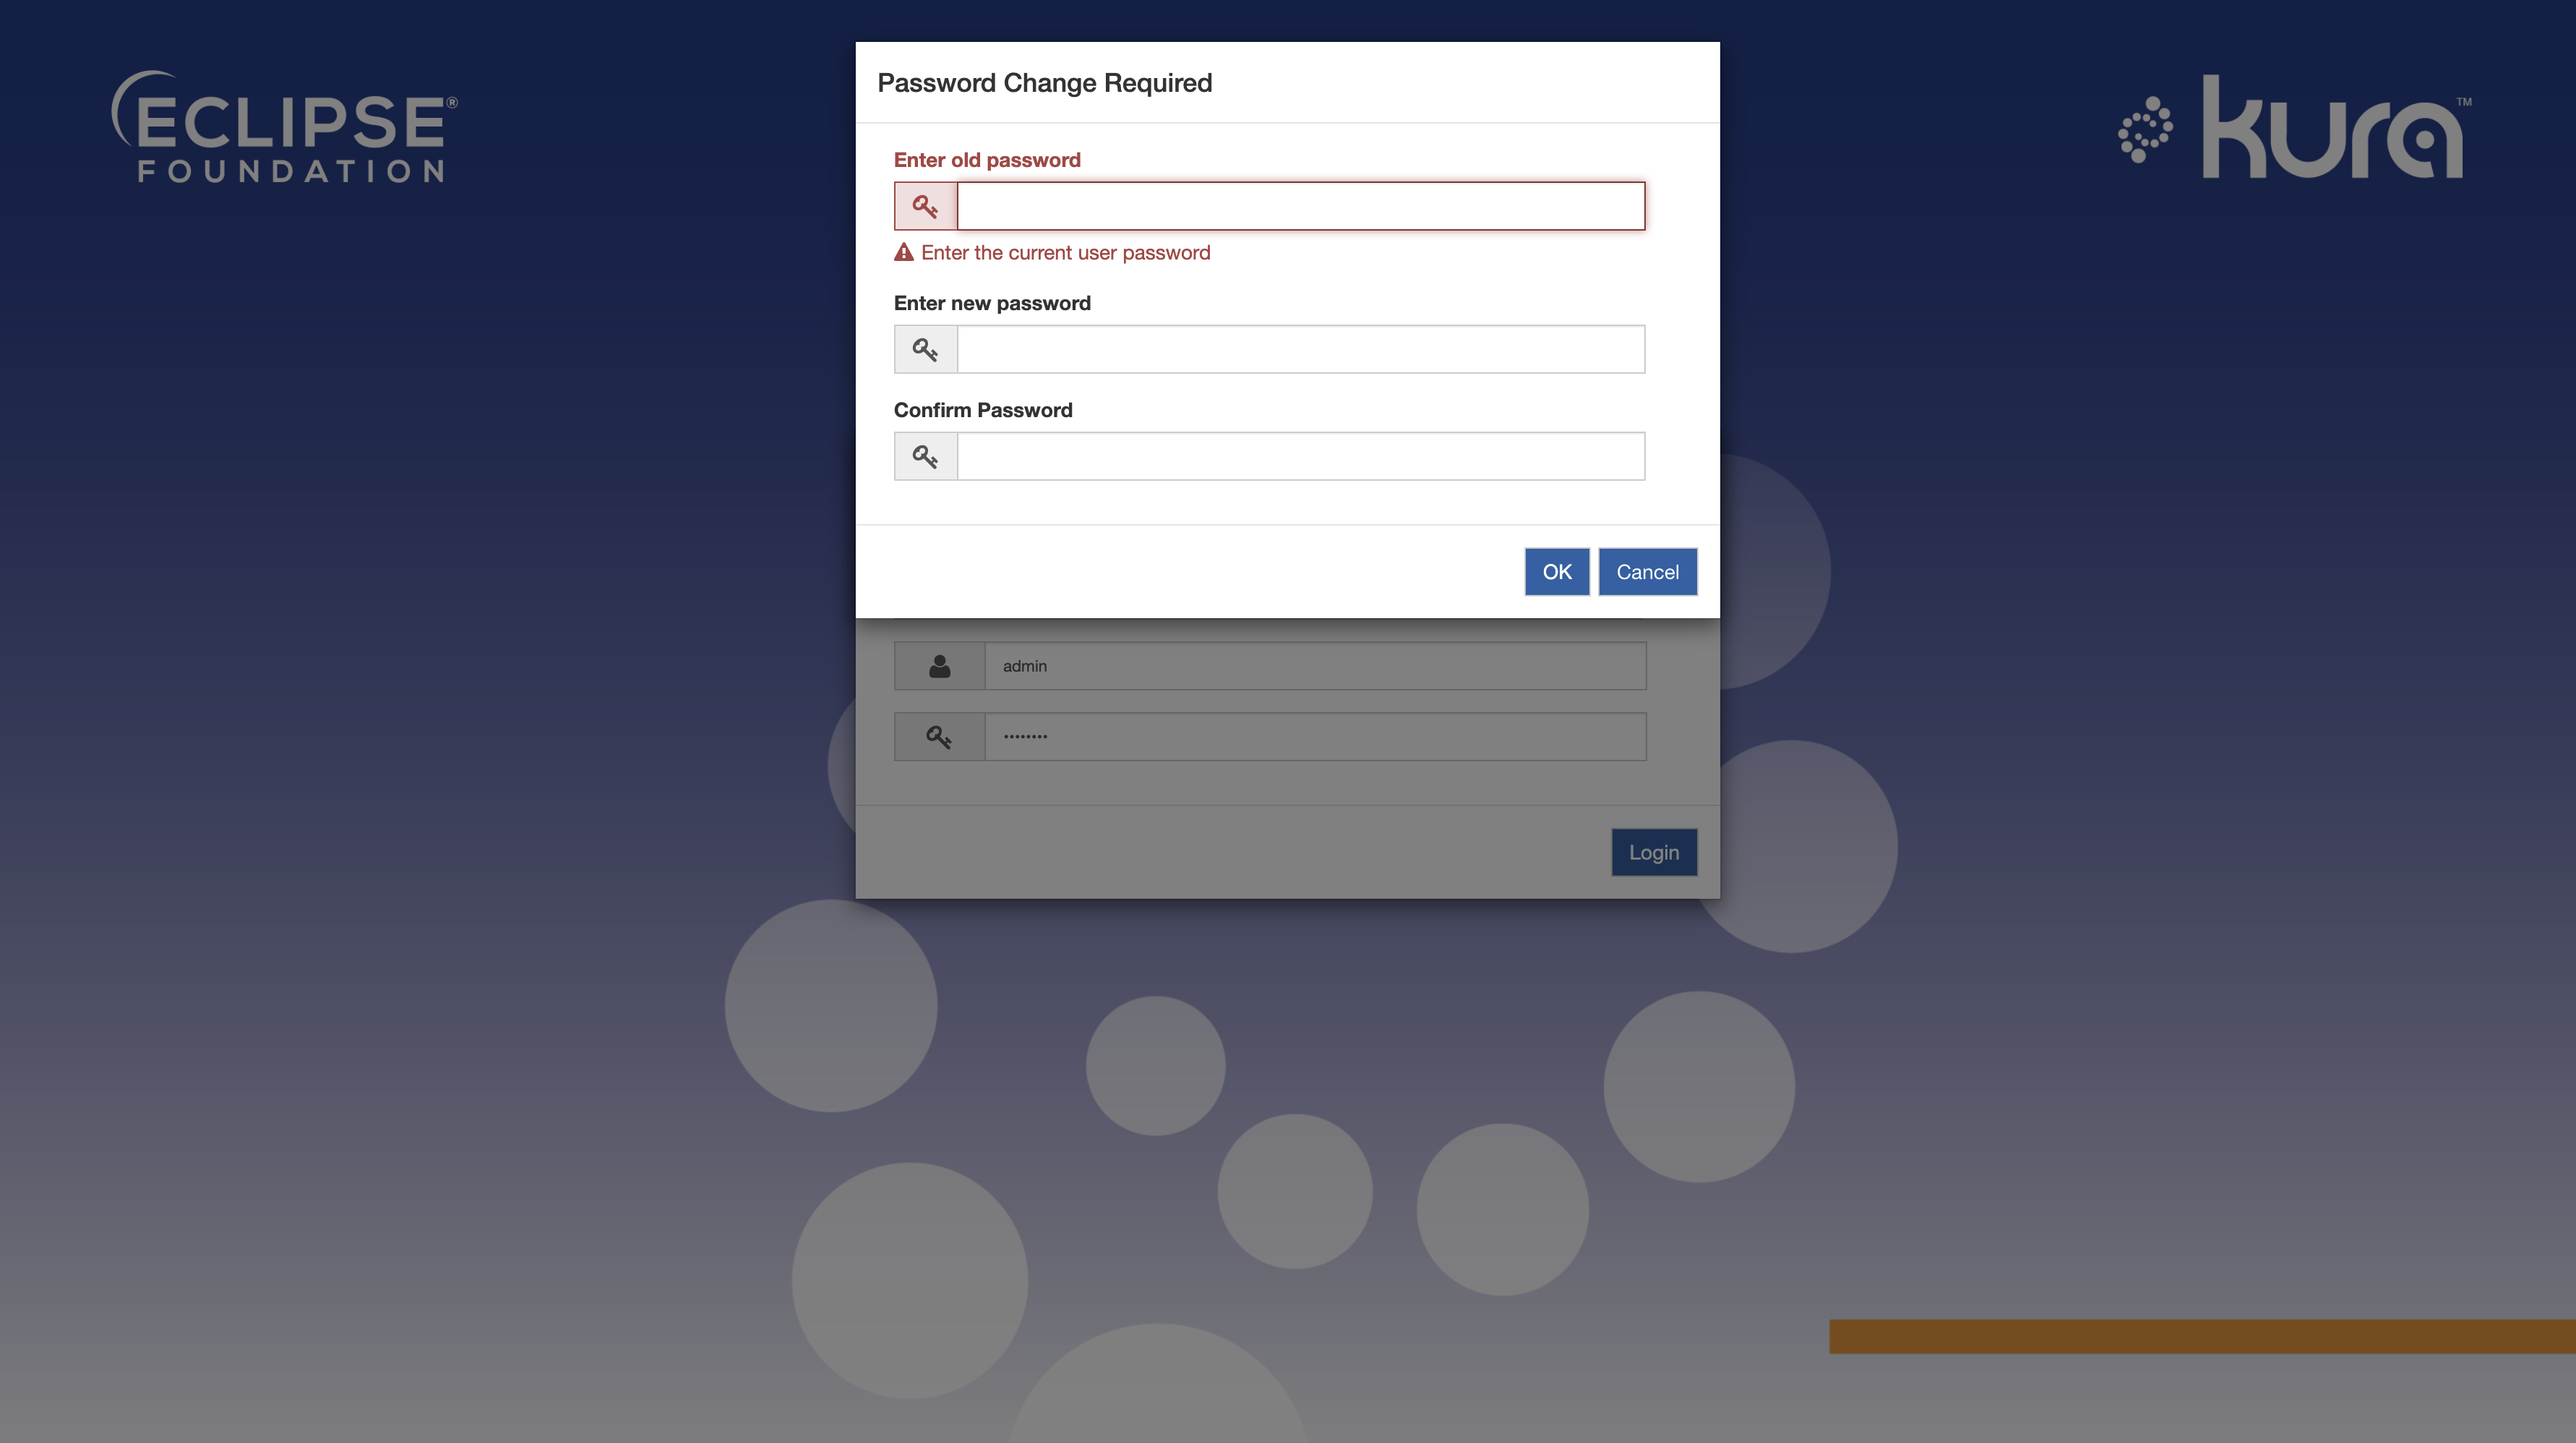 ECLIPSE®
FOUNDATION
kura™
Password Change Required
Enter old password
Enter the current user password
Enter new password
Confirm Password
OK Cancel
admin
••••••••
Login